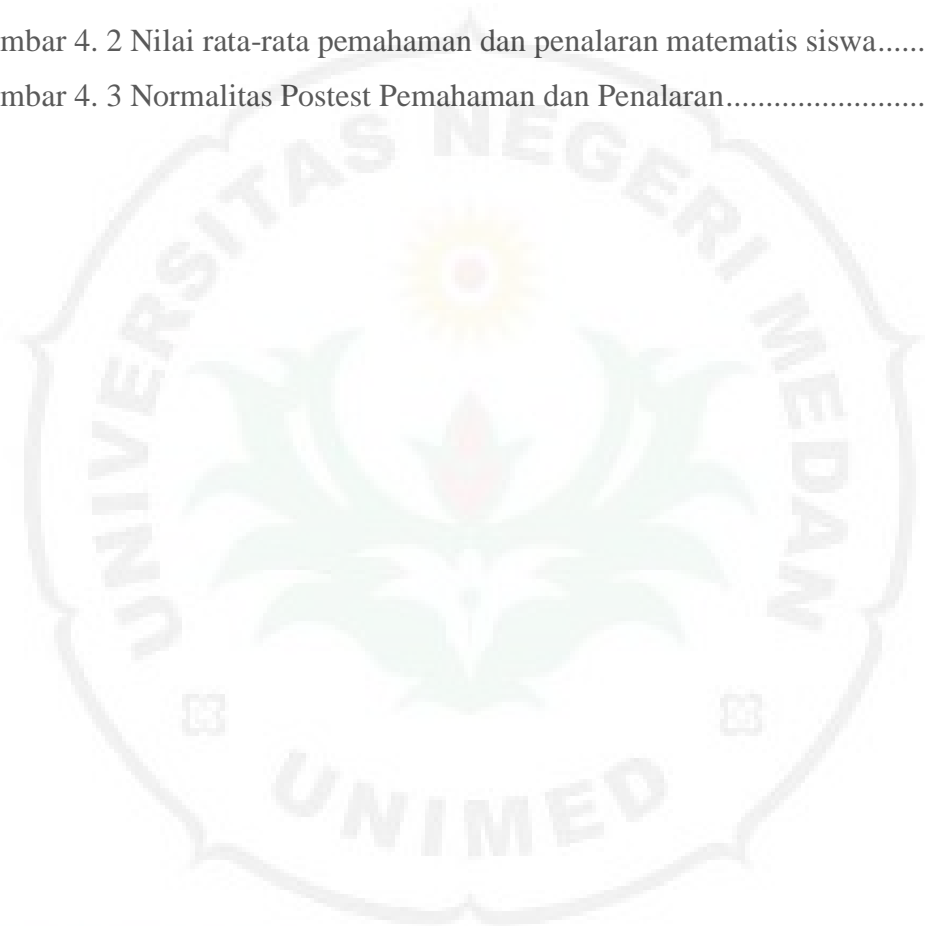 mbar 4. 2 Nilai rata-rata pemahaman dan penalaran matematis siswa......
mbar 4. 3 Normalitas Postest Pemahaman dan Penalaran.........................
UNIVERSITAS NEGERI MEDAN
UNIMED